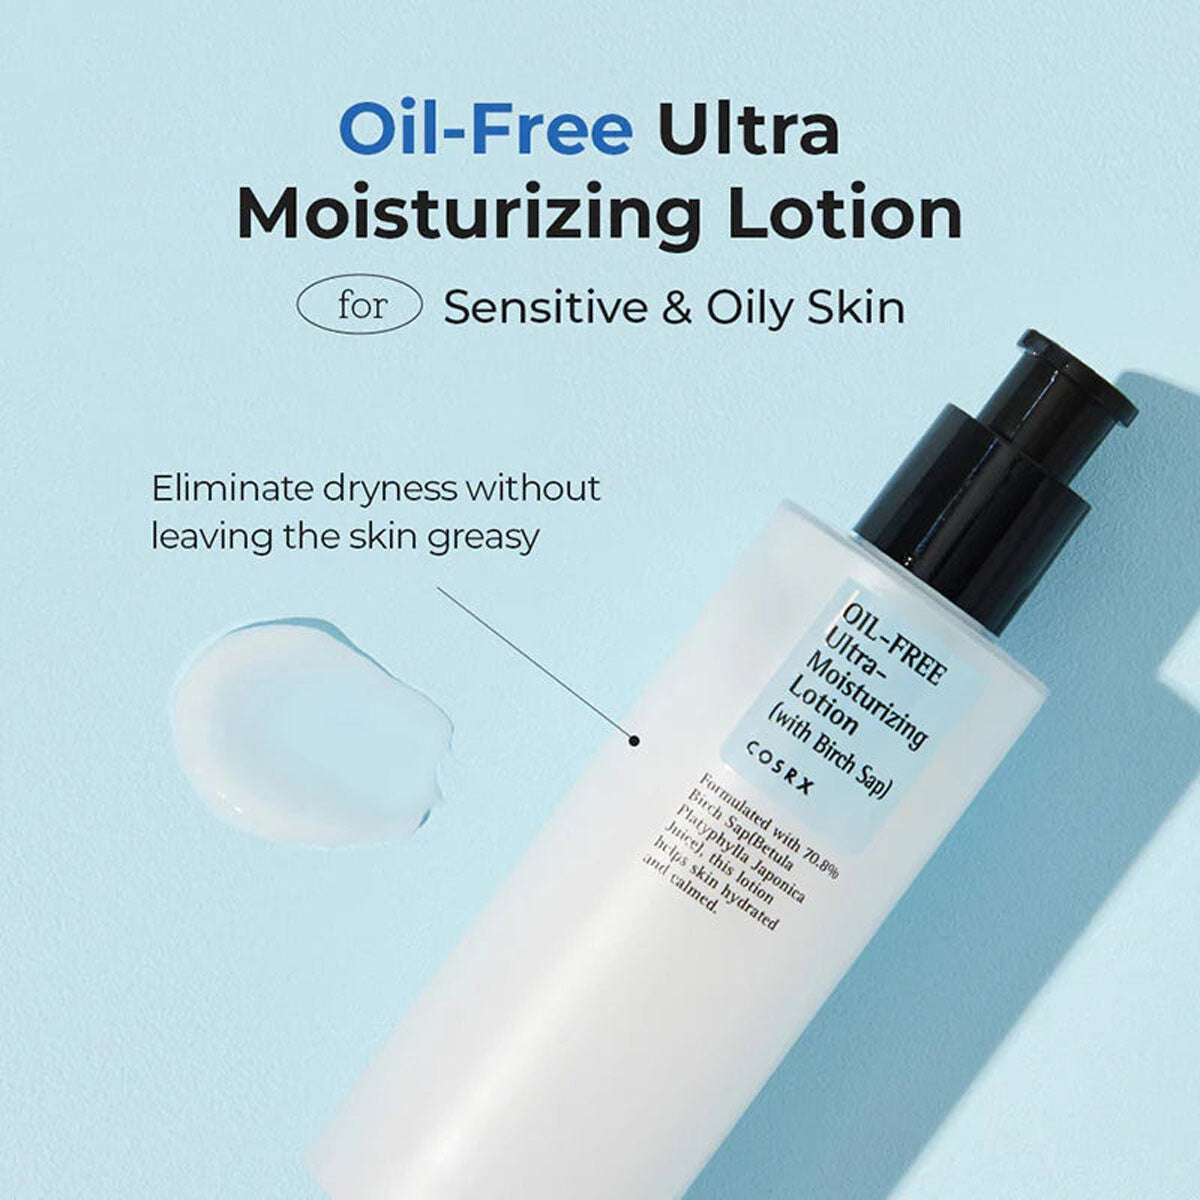 Oil-Free Ultra
Moisturizing Lotion
for Sensitive & Oily Skin
Eliminate dryness without
leaving the skin greasy
OIL-FREE
Ultra-
Moisturizing
Lotion
(with Birch Sap)
COSRX
Formulated with 70.8%
Birch Sap(Betula
Platyphylla Japonica
Juice), this lotion
helps skin hydrated
and calmed.